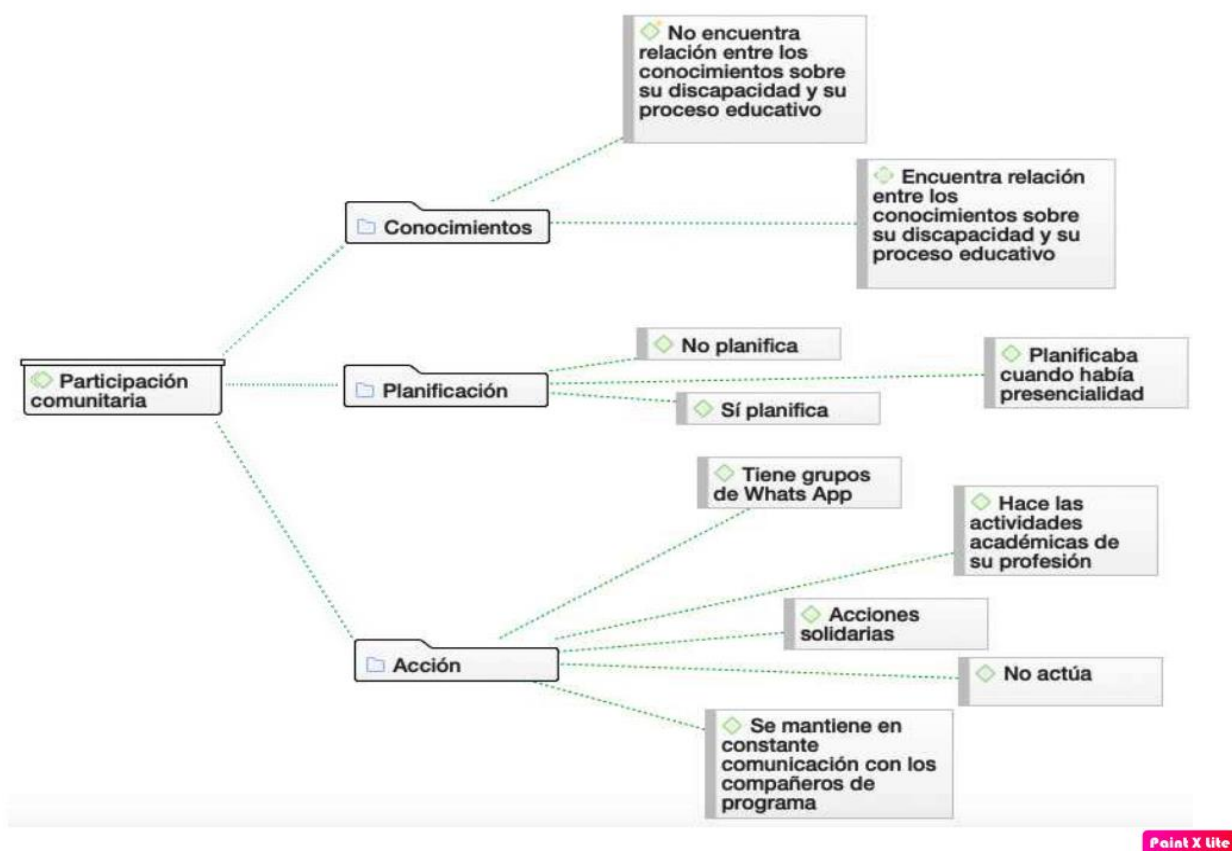 No encuentra
relación entre los
conocimientos sobre
su discapacidad y su
proceso educativo
Encuentra relación
entre los
conocimientos sobre
su discapacidad y su
proceso educativo
Conocimientos
No planifica
Planificaba
cuando había
presencialidad
Participación
comunitaria
Planificación
Sí planifica
Tiene grupos
de Whats App
Hace las
actividades
académicas de
su profesión
Acciones
solidarias
Acción
No actúa
Se mantiene en
constante
comunicación con los
compañeros de
programa
Paint X Lite